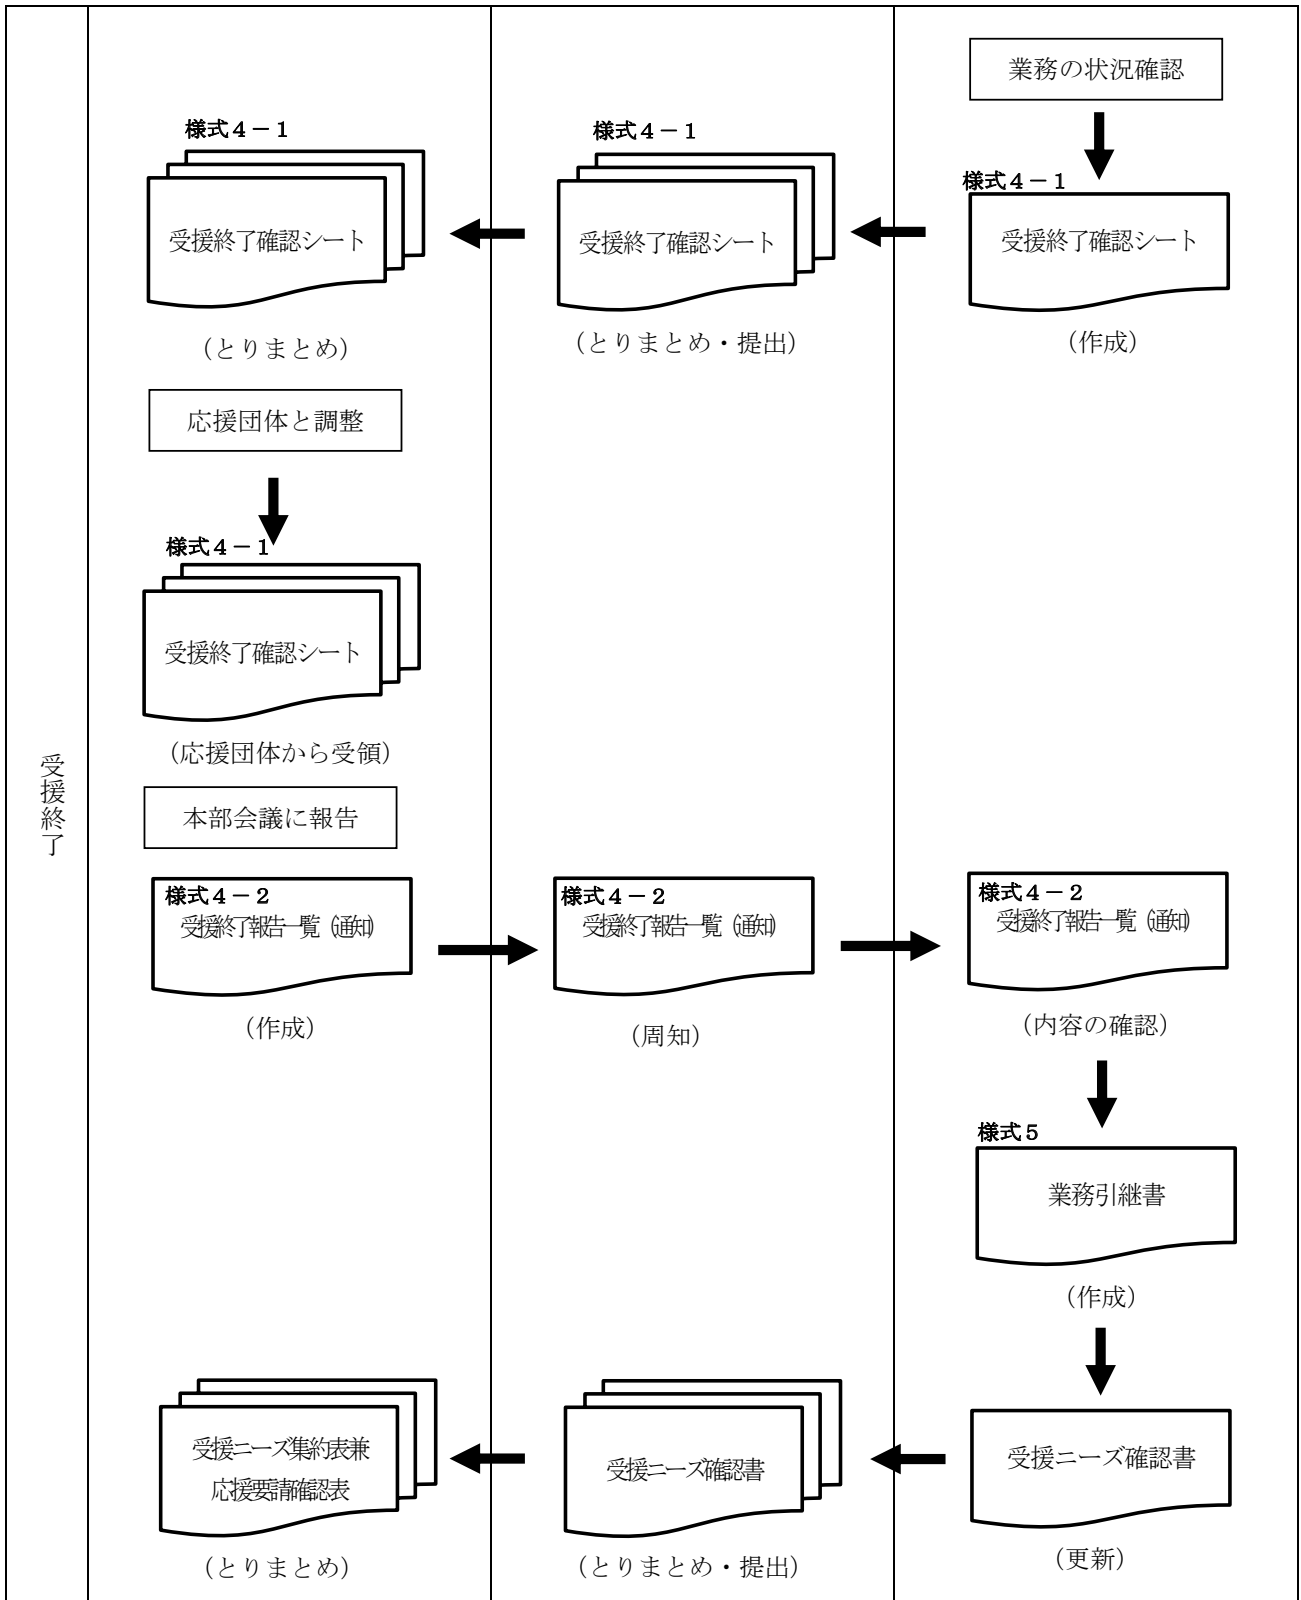 受援終了
業務の状況確認
様式4－1
受援終了確認シート
（作成）
様式4－1
受援終了確認シート
（とりまとめ・提出）
様式4－1
受援終了確認シート
（とりまとめ）
応援団体と調整
様式4－1
受援終了確認シート
（応援団体から受領）
本部会議に報告
様式4－2
受援終了報告一覧（通知）
（作成）
様式4－2
受援終了報告一覧（通知）
（周知）
様式4－2
受援終了報告一覧（通知）
（内容の確認）
様式5
業務引継書
（作成）
受援ニーズ確認書
（更新）
受援ニーズ確認書
（とりまとめ・提出）
受援ニーズ集約表兼
応援要請確認表
（とりまとめ）